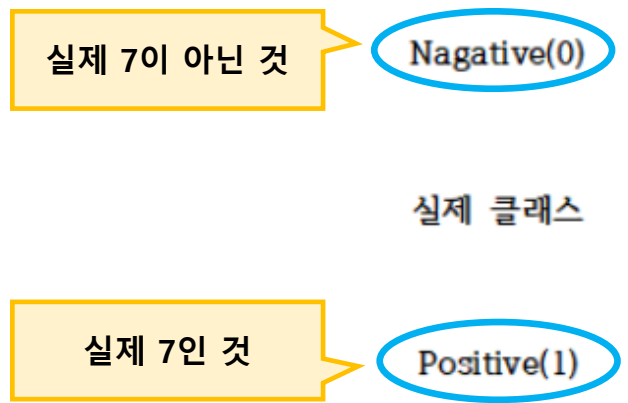 실제 7이 아닌 것
Nagative(0)
실제 클래스
실제 7인 것
Positive(1)